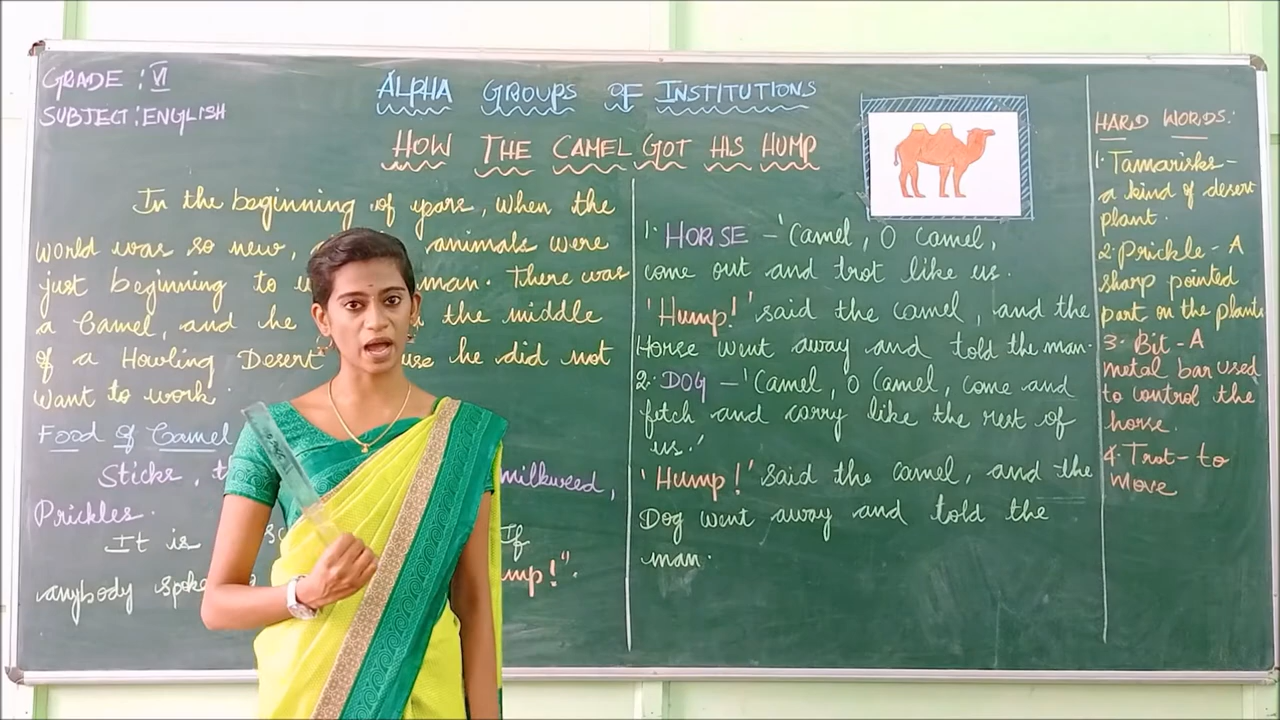 GRADE : VI
SUBJECT : ENGLISH
ALPHA GROUPS OF INSTITUTIONS
HOW THE CAMEL GOT HIS HUMP
In the beginning of years, when the
world was so new, animals were
just beginning to man. There was
a Camel, and he the middle
of a Howling Desert he did not
want to work.
Food of Camel
Sticks, milkweed,
Prickles.
It is If
anybody spoke
1. HORSE - 'Camel, O Camel,
come out and trot like us.
'Hump!' said the camel, and the
Horse went away and told the man.
2. DOG - 'Camel, O Camel, come and
fetch and carry like the rest of
us.'
'Hump!' Said the camel, and the
Dog went away and told the
man.
HARD WORDS:
1. Tamarisks -
a kind of desert
plant.
2. Prickle - A
sharp pointed
part on the plants
3. Bit - A
metal bar used
to control the
horse.
4. Trot - to
Move